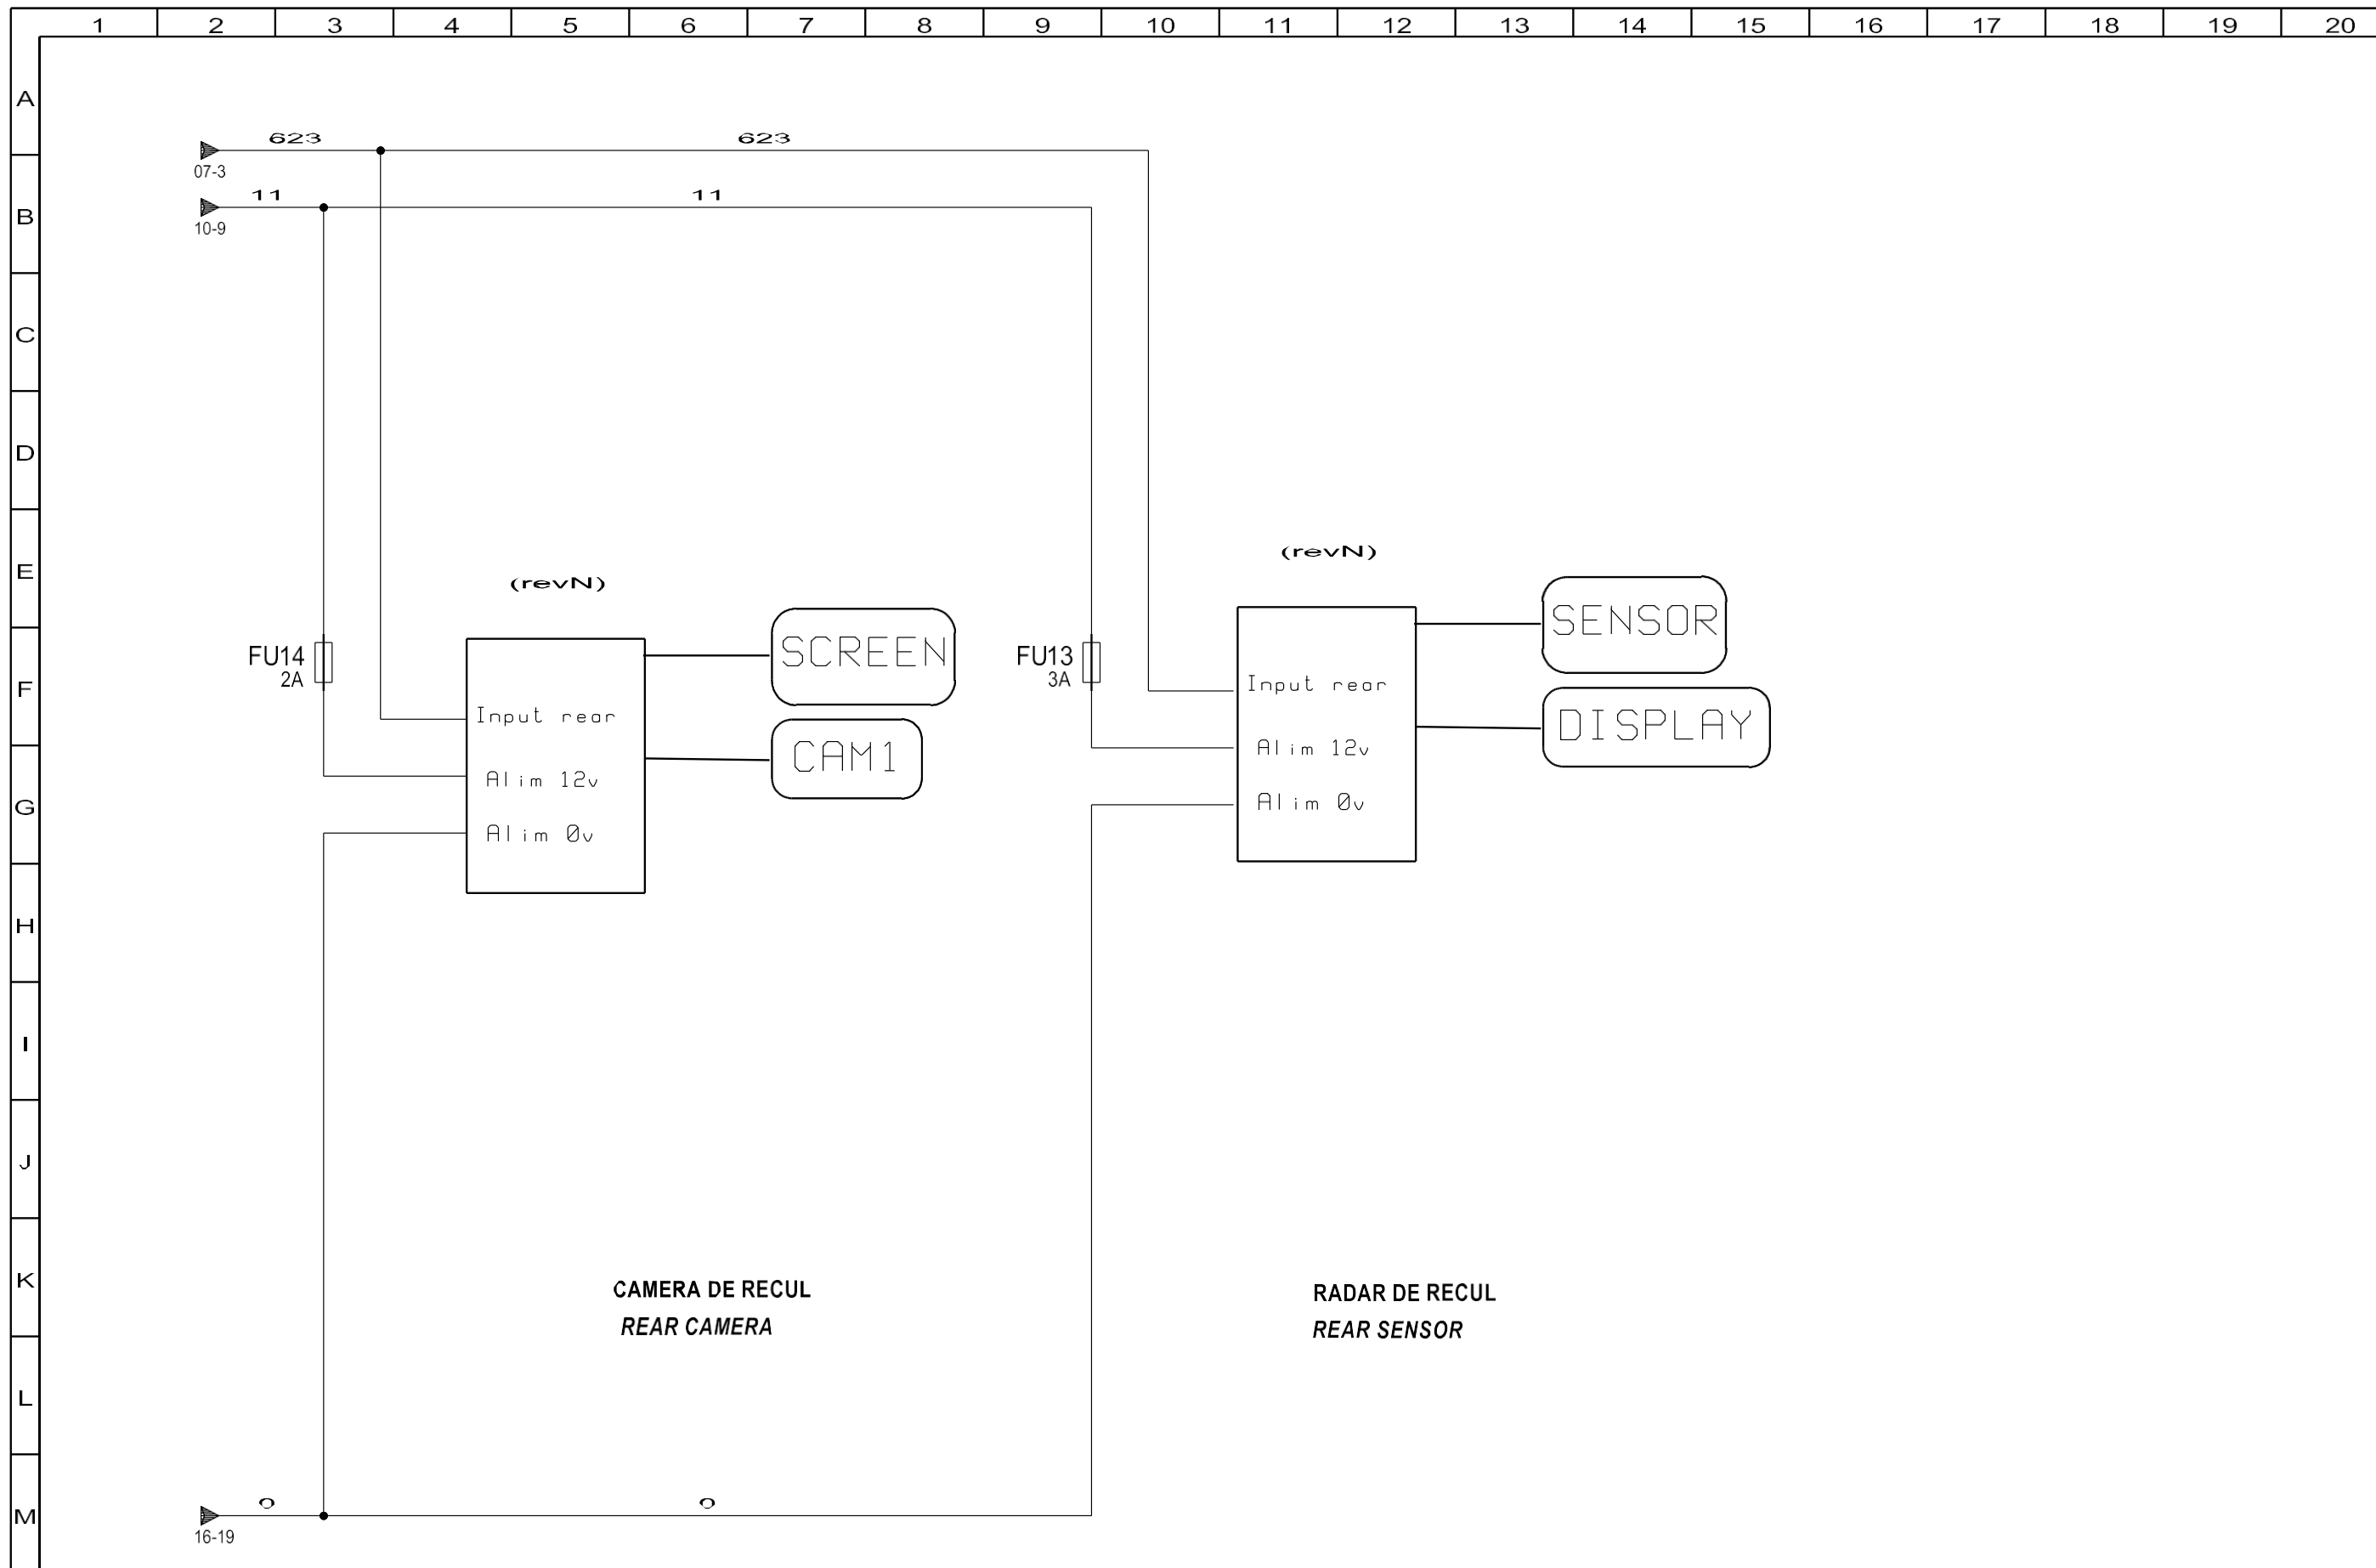 1 2 3 4 5 6 7 8 9 10 11 12 13 14 15 16 17 18 19 20
A
623 623
07-3
11 11
B
10-9
C
D
(revN)
E
(revN)
SENSOR
SCREEN
FU14
2A
FU13
3A
Input rear
F
Input rear
DISPLAY
Alim 12v
CAM1
Alim 12v
Alim 0v
G
Alim 0v
H
I
J
K
CAMERA DE RECUL
REAR CAMERA
RADAR DE RECUL
REAR SENSOR
L
0 0
M
16-19